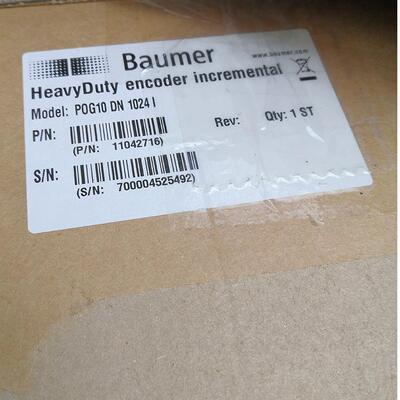 Baumer
www.baumer.com
HeavyDuty encoder incremental
Model: POG10 DN 1024 I
P/N:
(P/N: 11042716)
Rev:
Qty: 1 ST
S/N:
(S/N: 700004525492)